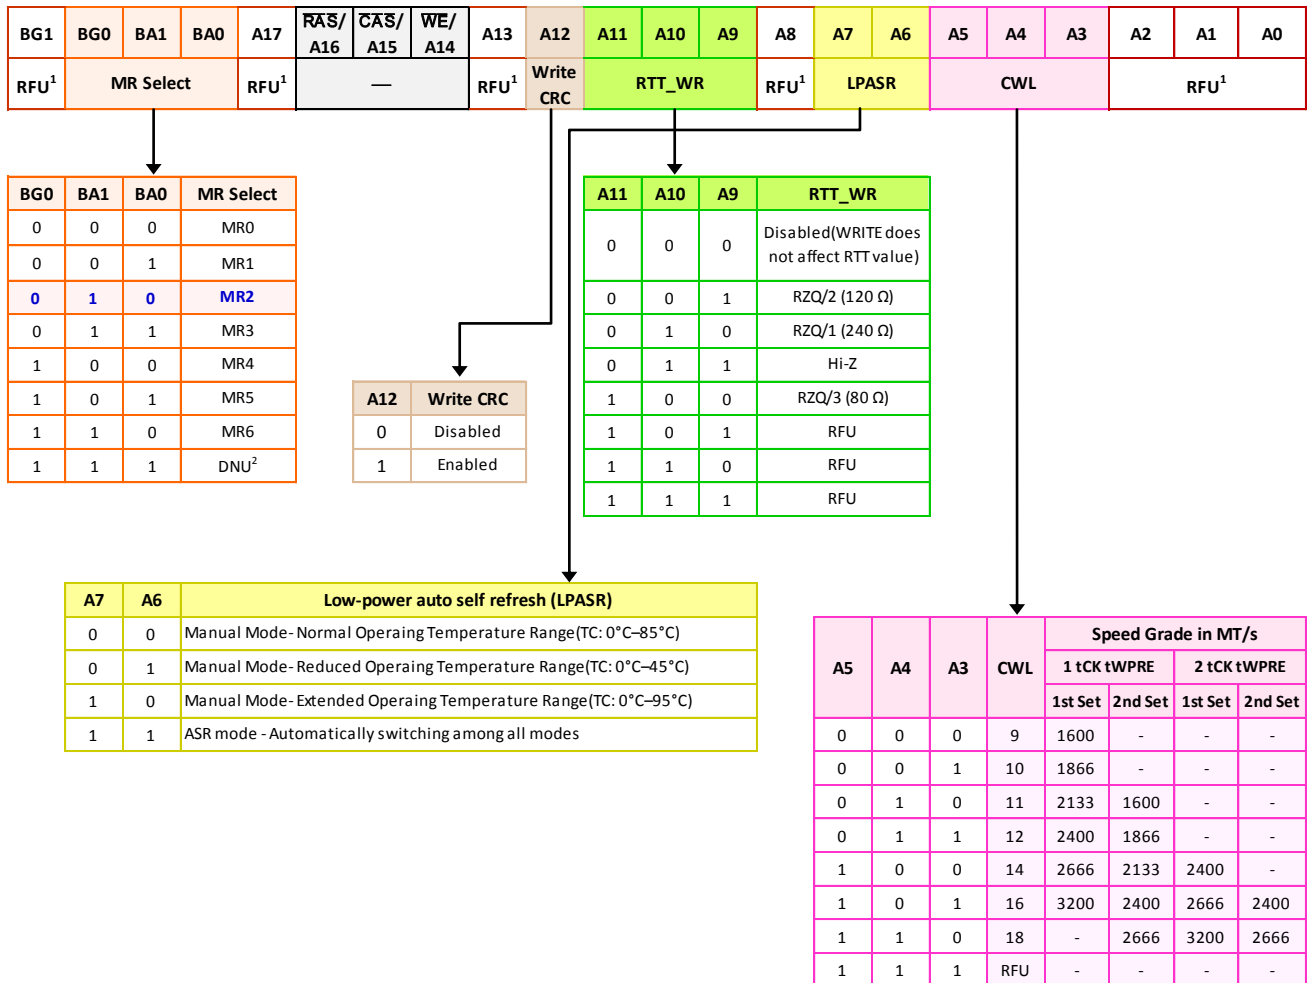 BG1 BG0 BA1 BA0 A17 RAS/ A16 CAS/ A15 WE/ A14 A13 A12 A11 A10 A9 A8 A7 A6 A5 A4 A3 A2 A1 A0
RFU1 MR Select RFU1 — RFU1 Write CRC RTT_WR RFU1 LPASR CWL RFU1
BG0 BA1 BA0 MR Select
0 0 0 MR0
0 0 1 MR1
0 1 0 MR2
0 1 1 MR3
1 0 0 MR4
1 0 1 MR5
1 1 0 MR6
1 1 1 DNU2
A11 A10 A9 RTT_WR
0 0 0 Disabled(WRITE does
not affect RTT value)
0 0 1 RZQ/2 (120 Ω)
0 1 0 RZQ/1 (240 Ω)
0 1 1 Hi-Z
1 0 0 RZQ/3 (80 Ω)
1 0 1 RFU
1 1 0 RFU
1 1 1 RFU
A12 Write CRC
0 Disabled
1 Enabled
A7 A6 Low-power auto self refresh (LPASR)
0 0 Manual Mode- Normal Operaing Temperature Range(TC: 0°C–85°C)
0 1 Manual Mode- Reduced Operaing Temperature Range(TC: 0°C–45°C)
1 0 Manual Mode- Extended Operaing Temperature Range(TC: 0°C–95°C)
1 1 ASR mode - Automatically switching among all modes
A5 A4 A3 CWL Speed Grade in MT/s
1 tCK tWPRE 2 tCK tWPRE
1st Set 2nd Set 1st Set 2nd Set
0 0 0 9 1600 - - -
0 0 1 10 1866 - - -
0 1 0 11 2133 1600 - -
0 1 1 12 2400 1866 - -
1 0 0 14 2666 2133 2400 -
1 0 1 16 3200 2400 2666 2400
1 1 0 18 - 2666 3200 2666
1 1 1 RFU - - - -